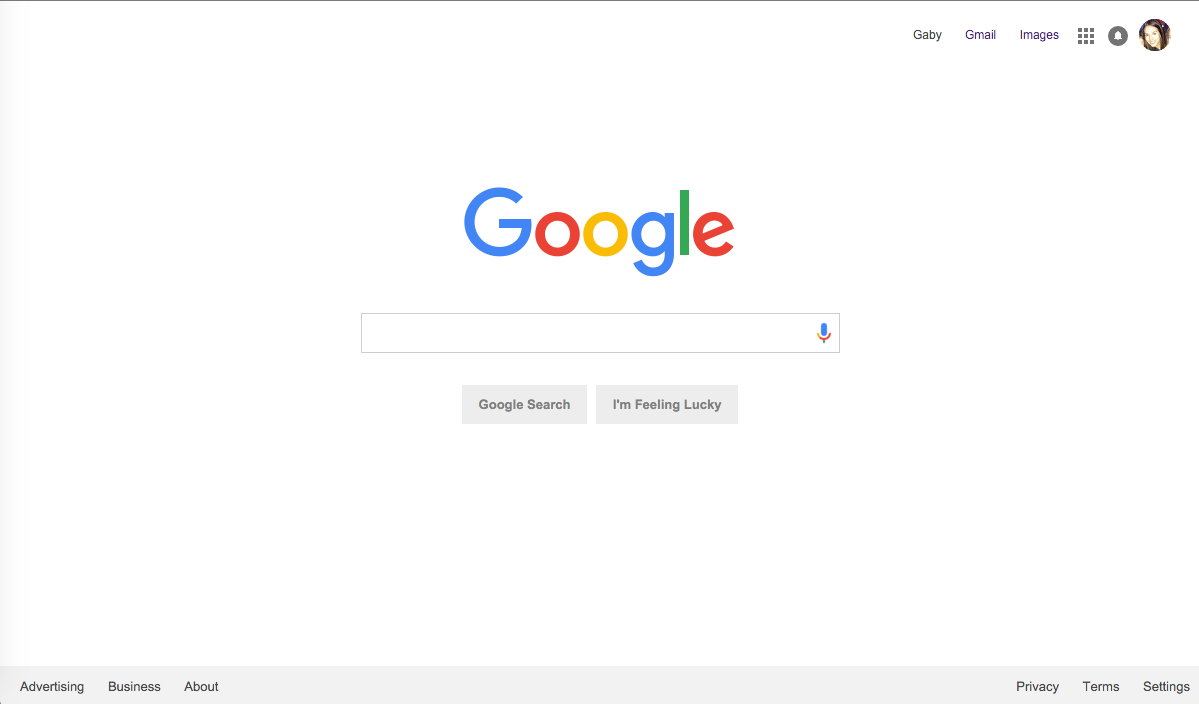 Gaby Gmail Images
Google
Google Search I'm Feeling Lucky
Advertising Business About Privacy Terms Settings